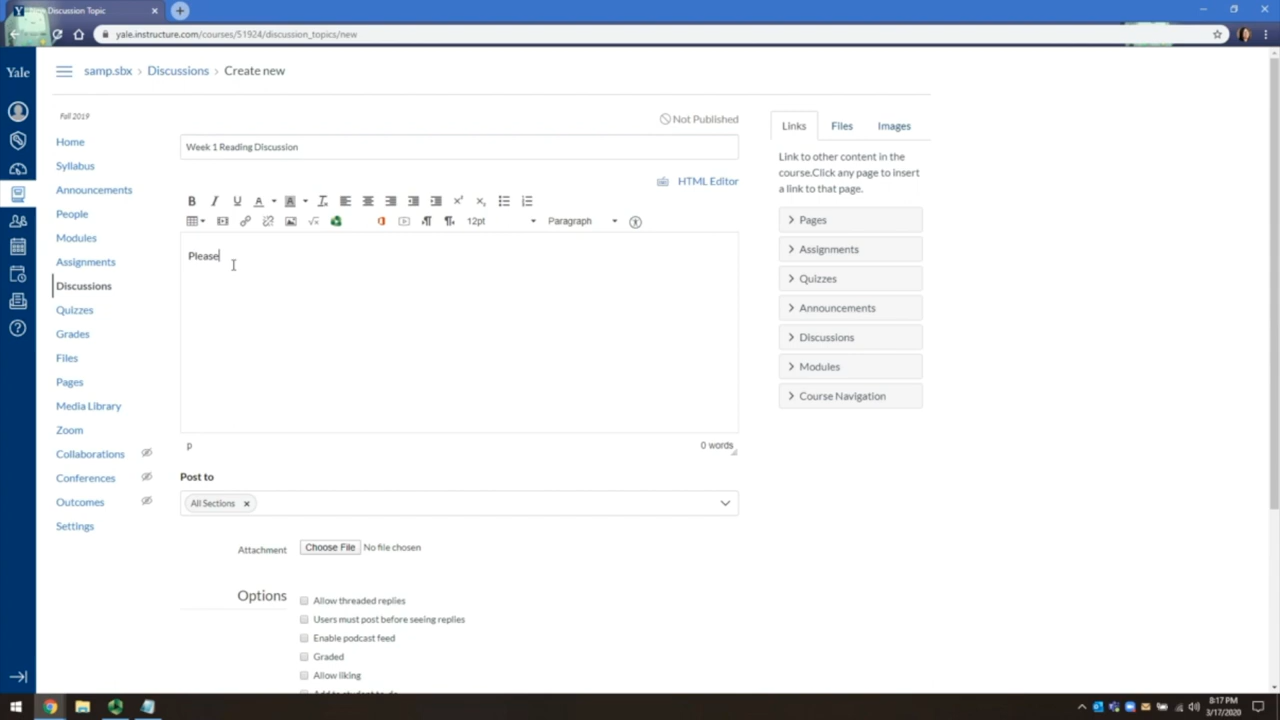 New Discussion Topic
yale.instructure.com/courses/51924/discussion_topics/new
Yale
samp.sbx > Discussions > Create new
Fall 2019
Home
Syllabus
Announcements
People
Modules
Assignments
Discussions
Quizzes
Grades
Files
Pages
Media Library
Zoom
Collaborations
Conferences
Outcomes
Settings
Not Published
Week 1 Reading Discussion
HTML Editor
12pt
Paragraph
Please
p
0 words
Post to
All Sections ×
Attachment
Choose File No file chosen
Options
Allow threaded replies
Users must post before seeing replies
Enable podcast feed
Graded
Allow liking
Add to student to-do
Links Files Images
Link to other content in the
course.Click any page to insert
a link to that page.
Pages
Assignments
Quizzes
Announcements
Discussions
Modules
Course Navigation
8:17 PM
3/17/2020